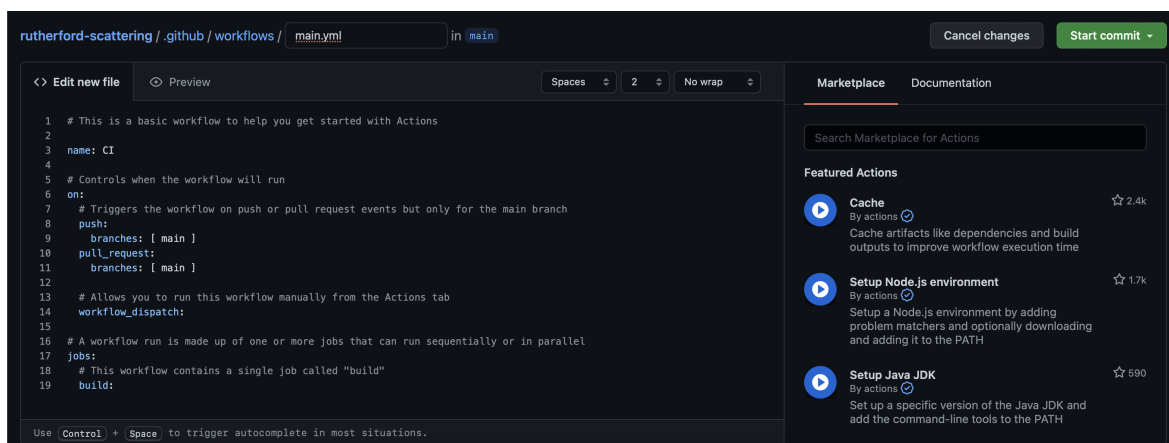 rutherford-scattering / .github / workflows / main.yml in main
Cancel changes
Start commit
<> Edit new file
Preview
Spaces
2
No wrap
1 # This is a basic workflow to help you get started with Actions
2
3 name: CI
4
5 # Controls when the workflow will run
6 on:
7 # Triggers the workflow on push or pull request events but only for the main branch
8 push:
9 branches: [ main ]
10 pull_request:
11 branches: [ main ]
12
13 # Allows you to run this workflow manually from the Actions tab
14 workflow_dispatch:
15
16 # A workflow run is made up of one or more jobs that can run sequentially or in parallel
17 jobs:
18 # This workflow contains a single job called "build"
19 build:
Use Control + Space to trigger autocomplete in most situations.
Marketplace
Documentation
Search Marketplace for Actions
Featured Actions
Cache
2.4k
By actions
Cache artifacts like dependencies and build
outputs to improve workflow execution time
Setup Node.js environment
1.7k
By actions
Setup a Node.js environment by adding
problem matchers and optionally downloading
and adding it to the PATH
Setup Java JDK
590
By actions
Set up a specific version of the Java JDK and
add the command-line tools to the PATH